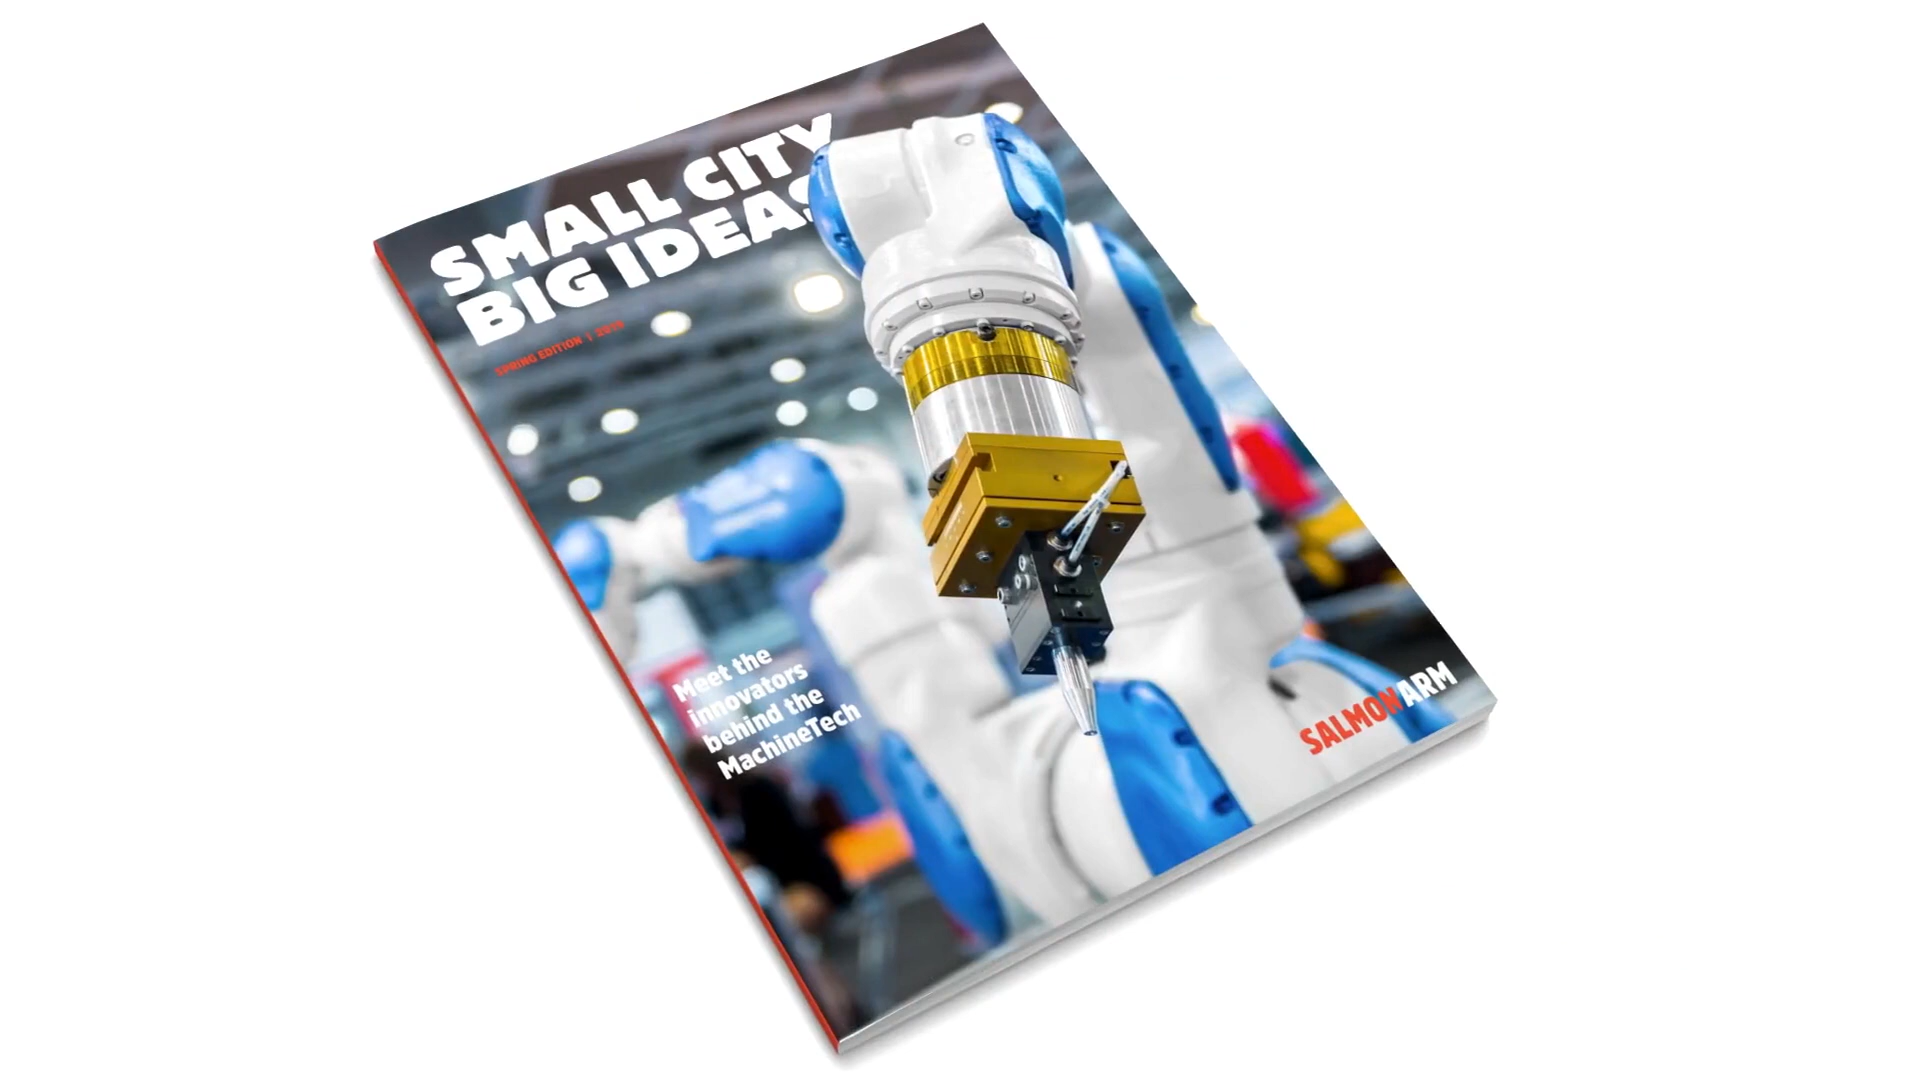 SMALL CITY
BIG IDEAS
SPRING EDITION |
Meet the
innovators
behind the
MachineTech
SALMONARM